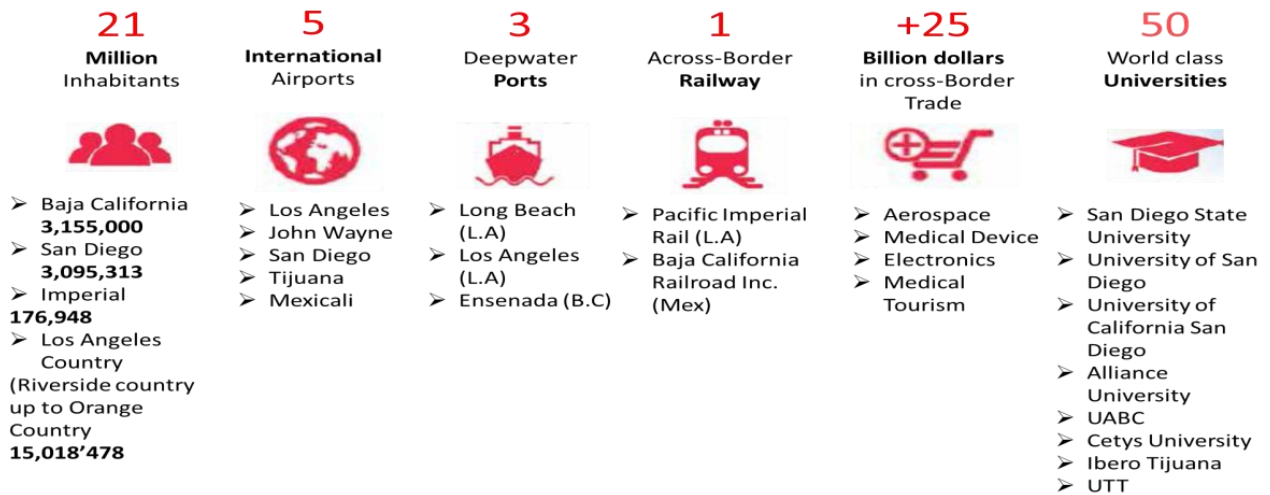 21
Million
Inhabitants
➢ Baja California
3,155,000
➢ San Diego
3,095,313
➢ Imperial
176,948
➢ Los Angeles
Country
(Riverside country
up to Orange
Country
15,018’478
5
International
Airports
➢ Los Angeles
➢ John Wayne
➢ San Diego
➢ Tijuana
➢ Mexicali
3
Deepwater
Ports
➢ Long Beach
(L.A)
➢ Los Angeles
(L.A)
➢ Ensenada (B.C)
1
Across-Border
Railway
➢ Pacific Imperial
Rail (L.A)
➢ Baja California
Railroad Inc.
(Mex)
+25
Billion dollars
in cross-Border
Trade
➢ Aerospace
➢ Medical Device
➢ Electronics
➢ Medical
Tourism
50
World class
Universities
➢ San Diego State
University
➢ University of San
Diego
➢ University of
California San
Diego
➢ Alliance
University
➢ UABC
➢ Cetys University
➢ Ibero Tijuana
➢ UTT